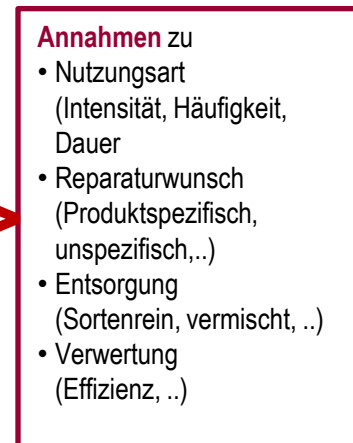 Annahmen zu
• Nutzungsart
(Intensität, Häufigkeit,
Dauer
• Reparaturwunsch
(Produktspezifisch,
unspezifisch,..)
• Entsorgung
(Sortenrein, vermischt, ..)
• Verwertung
(Effizienz, ..)